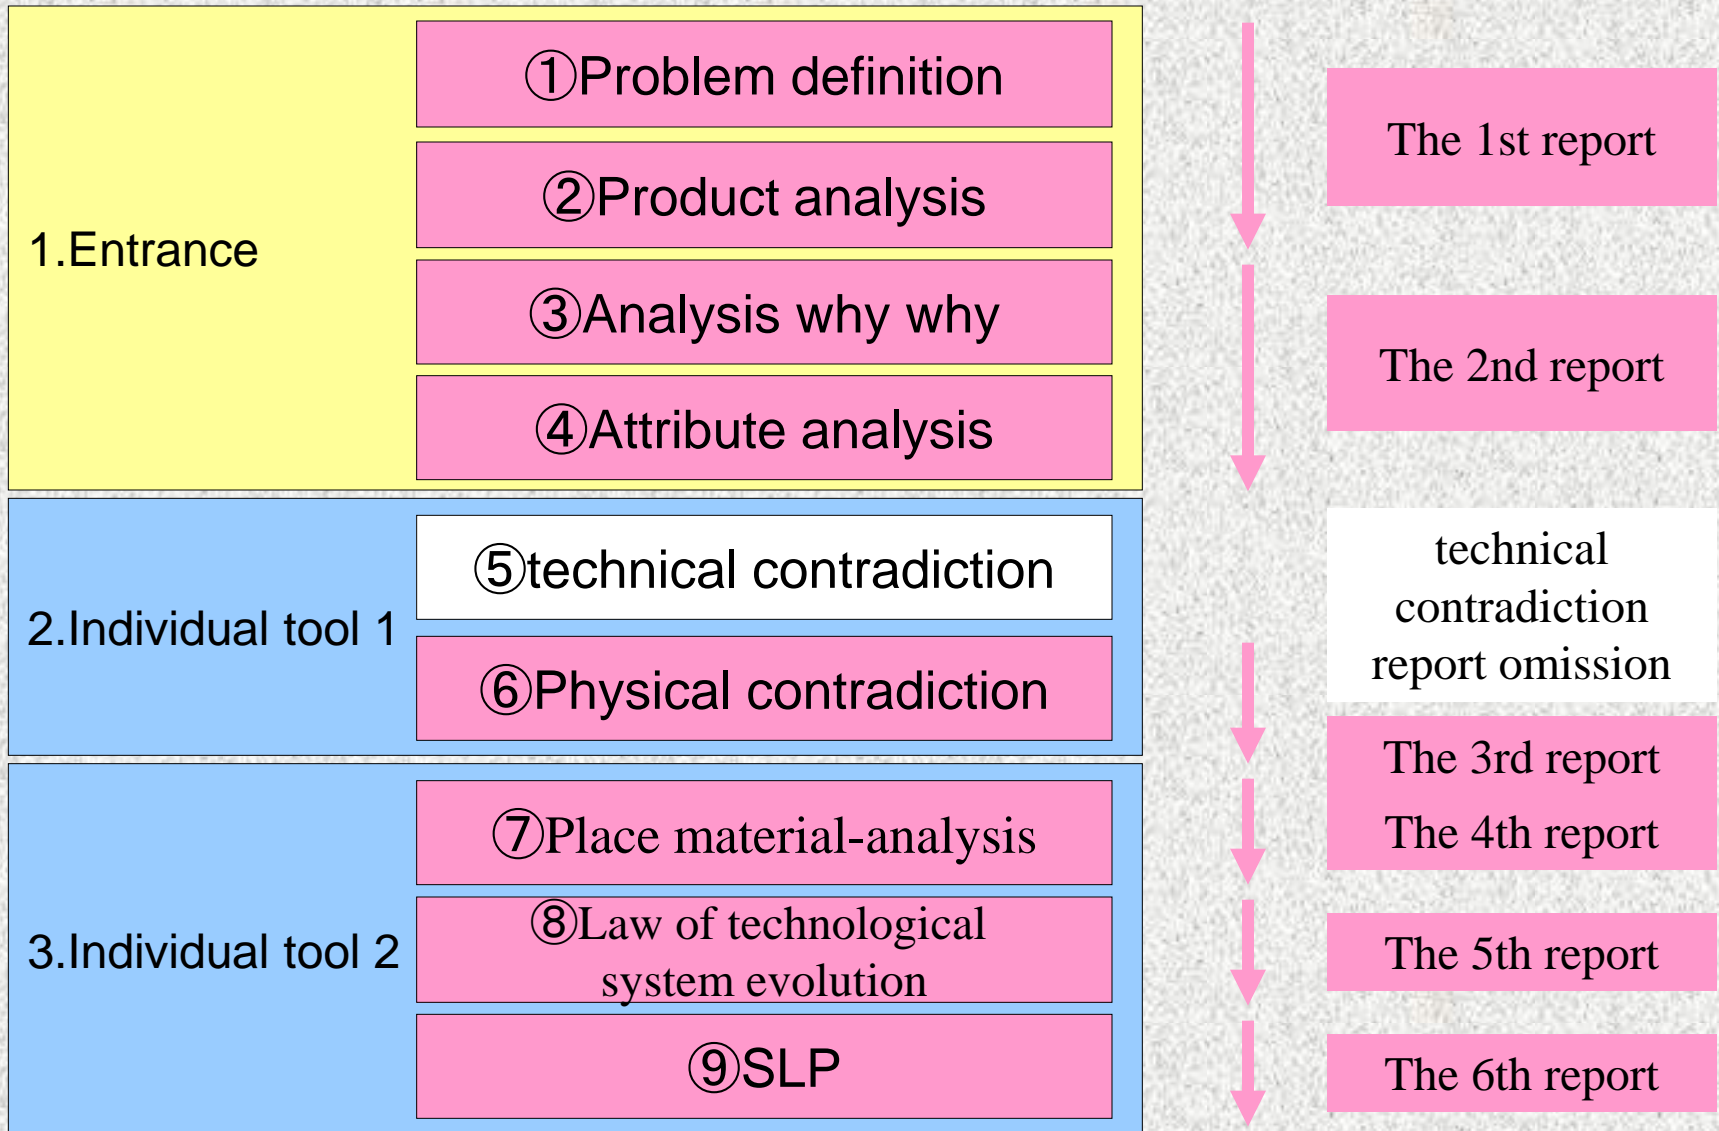 1.Entrance
①Problem definition
②Product analysis
③Analysis why why
④Attribute analysis
2.Individual tool 1
⑤technical contradiction
⑥Physical contradiction
3.Individual tool 2
⑦Place material-analysis
⑧Law of technological
system evolution
⑨SLP
The 1st report
The 2nd report
technical
contradiction
report omission
The 3rd report
The 4th report
The 5th report
The 6th report